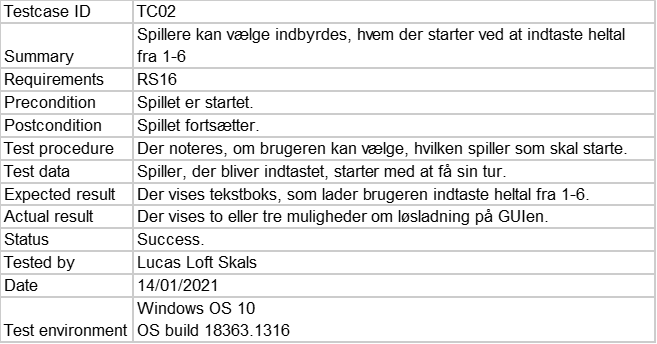 Testcase ID TC02
Spillere kan vælge indbyrdes, hvem der starter ved at indtaste heltal
Summary fra 1-6
Requirements RS16
Precondition Spillet er startet.
Postcondition Spillet fortsætter.
Test procedure Der noteres, om brugeren kan vælge, hvilken spiller som skal starte.
Test data Spiller, der bliver indtastet, starter med at få sin tur.
Expected result Der vises tekstboks, som lader brugeren indtaste heltal fra 1-6.
Actual result Der vises to eller tre muligheder om løsladning på GUIen.
Status Success.
Tested by Lucas Loft Skals
Date 14/01/2021
Windows OS 10
Test environment OS build 18363.1316